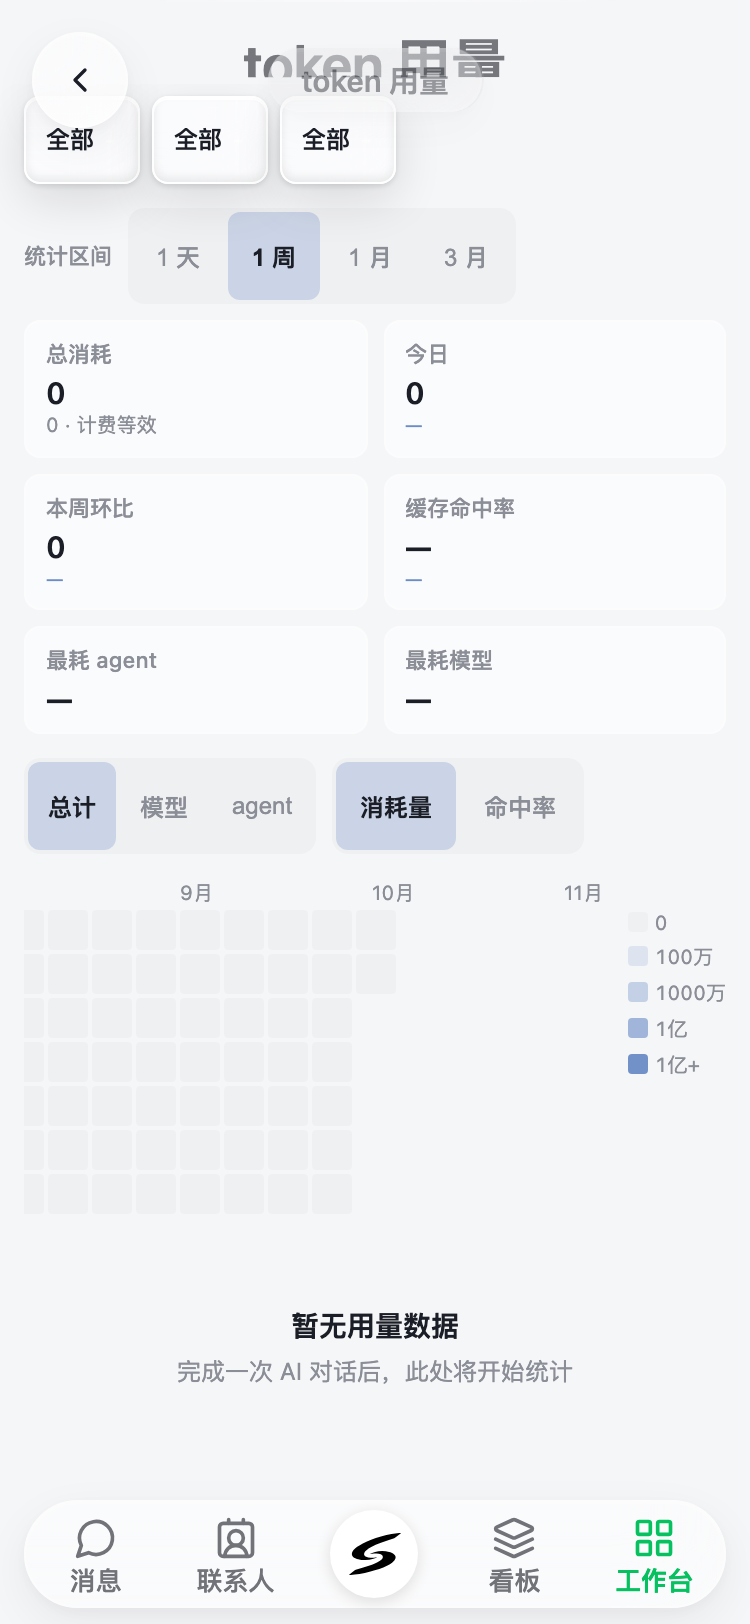 token 用量
token 用量
全部 全部 全部
统计区间 1 天 1 周 1 月 3 月
总消耗 今日
0 0
0 · 计费等效 —
本周环比 缓存命中率
0 —
— —
最耗 agent 最耗模型
— —
总计 模型 agent 消耗量 命中率
9月 10月 11月
0
100万
1000万
1亿
1亿+
暂无用量数据
完成一次 AI 对话后，此处将开始统计
消息 联系人 看板 工作台